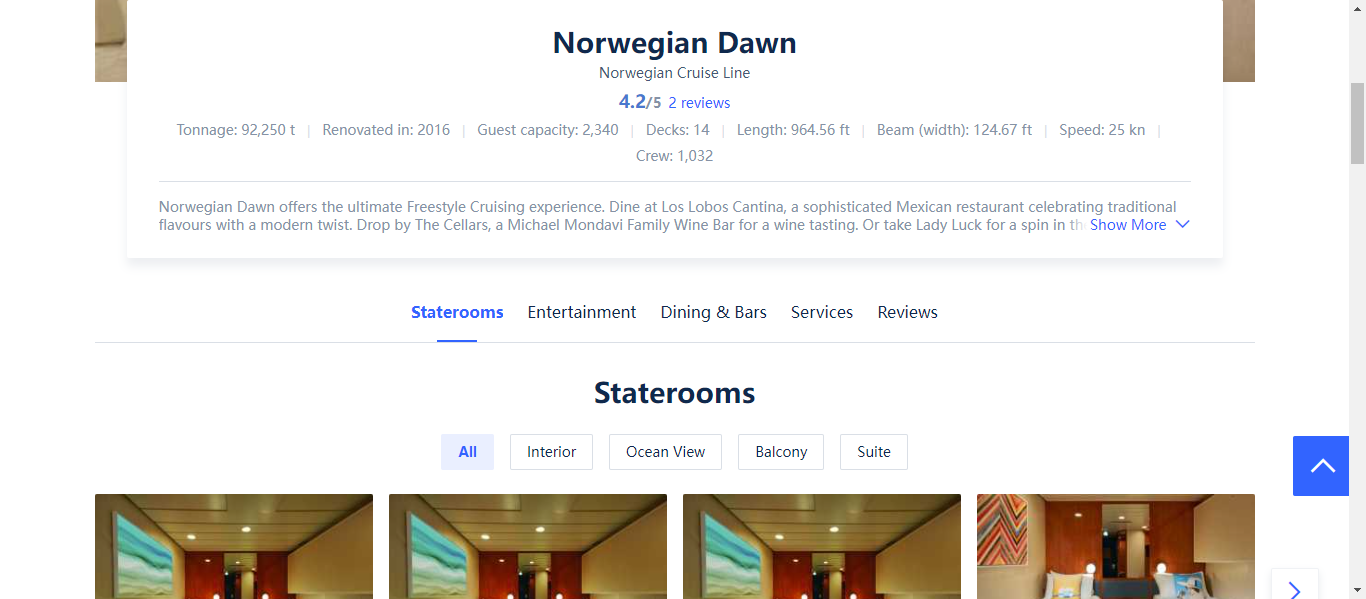 Norwegian Dawn
Norwegian Cruise Line
4.2/5 2 reviews
Tonnage: 92,250 t | Renovated in: 2016 | Guest capacity: 2,340 | Decks: 14 | Length: 964.56 ft | Beam (width): 124.67 ft | Speed: 25 kn |
Crew: 1,032
Norwegian Dawn offers the ultimate Freestyle Cruising experience. Dine at Los Lobos Cantina, a sophisticated Mexican restaurant celebrating traditional
flavours with a modern twist. Drop by The Cellars, a Michael Mondavi Family Wine Bar for a wine tasting. Or take Lady Luck for a spin in Show More
Staterooms Entertainment Dining & Bars Services Reviews
Staterooms
All Interior Ocean View Balcony Suite